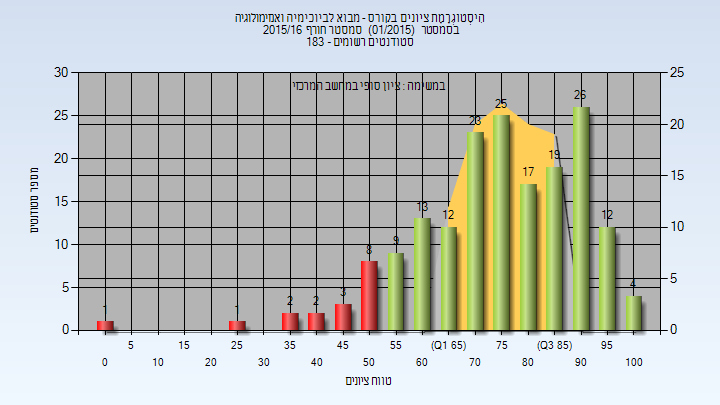 היסטוגרמת ציונים בקורס - מבוא לביוכימיה ואנזימולוגיה
בסמסטר (01/2015) סמסטר חורף 2015/16
סטודנטים רשומים - 183
במשימה : ציון סופי במחשב המרכזי
מספר סטודנטים
30
25
20
15
10
5
0
25
20
15
10
5
0
1 1 2 2 3 8 9 13 12 23 25 17 19 26 12 4
5 15 25 35 45 55 (Q1 65) 75 (Q3 85) 95
0 10 20 30 40 50 60 70 80 90 100
טווח ציונים